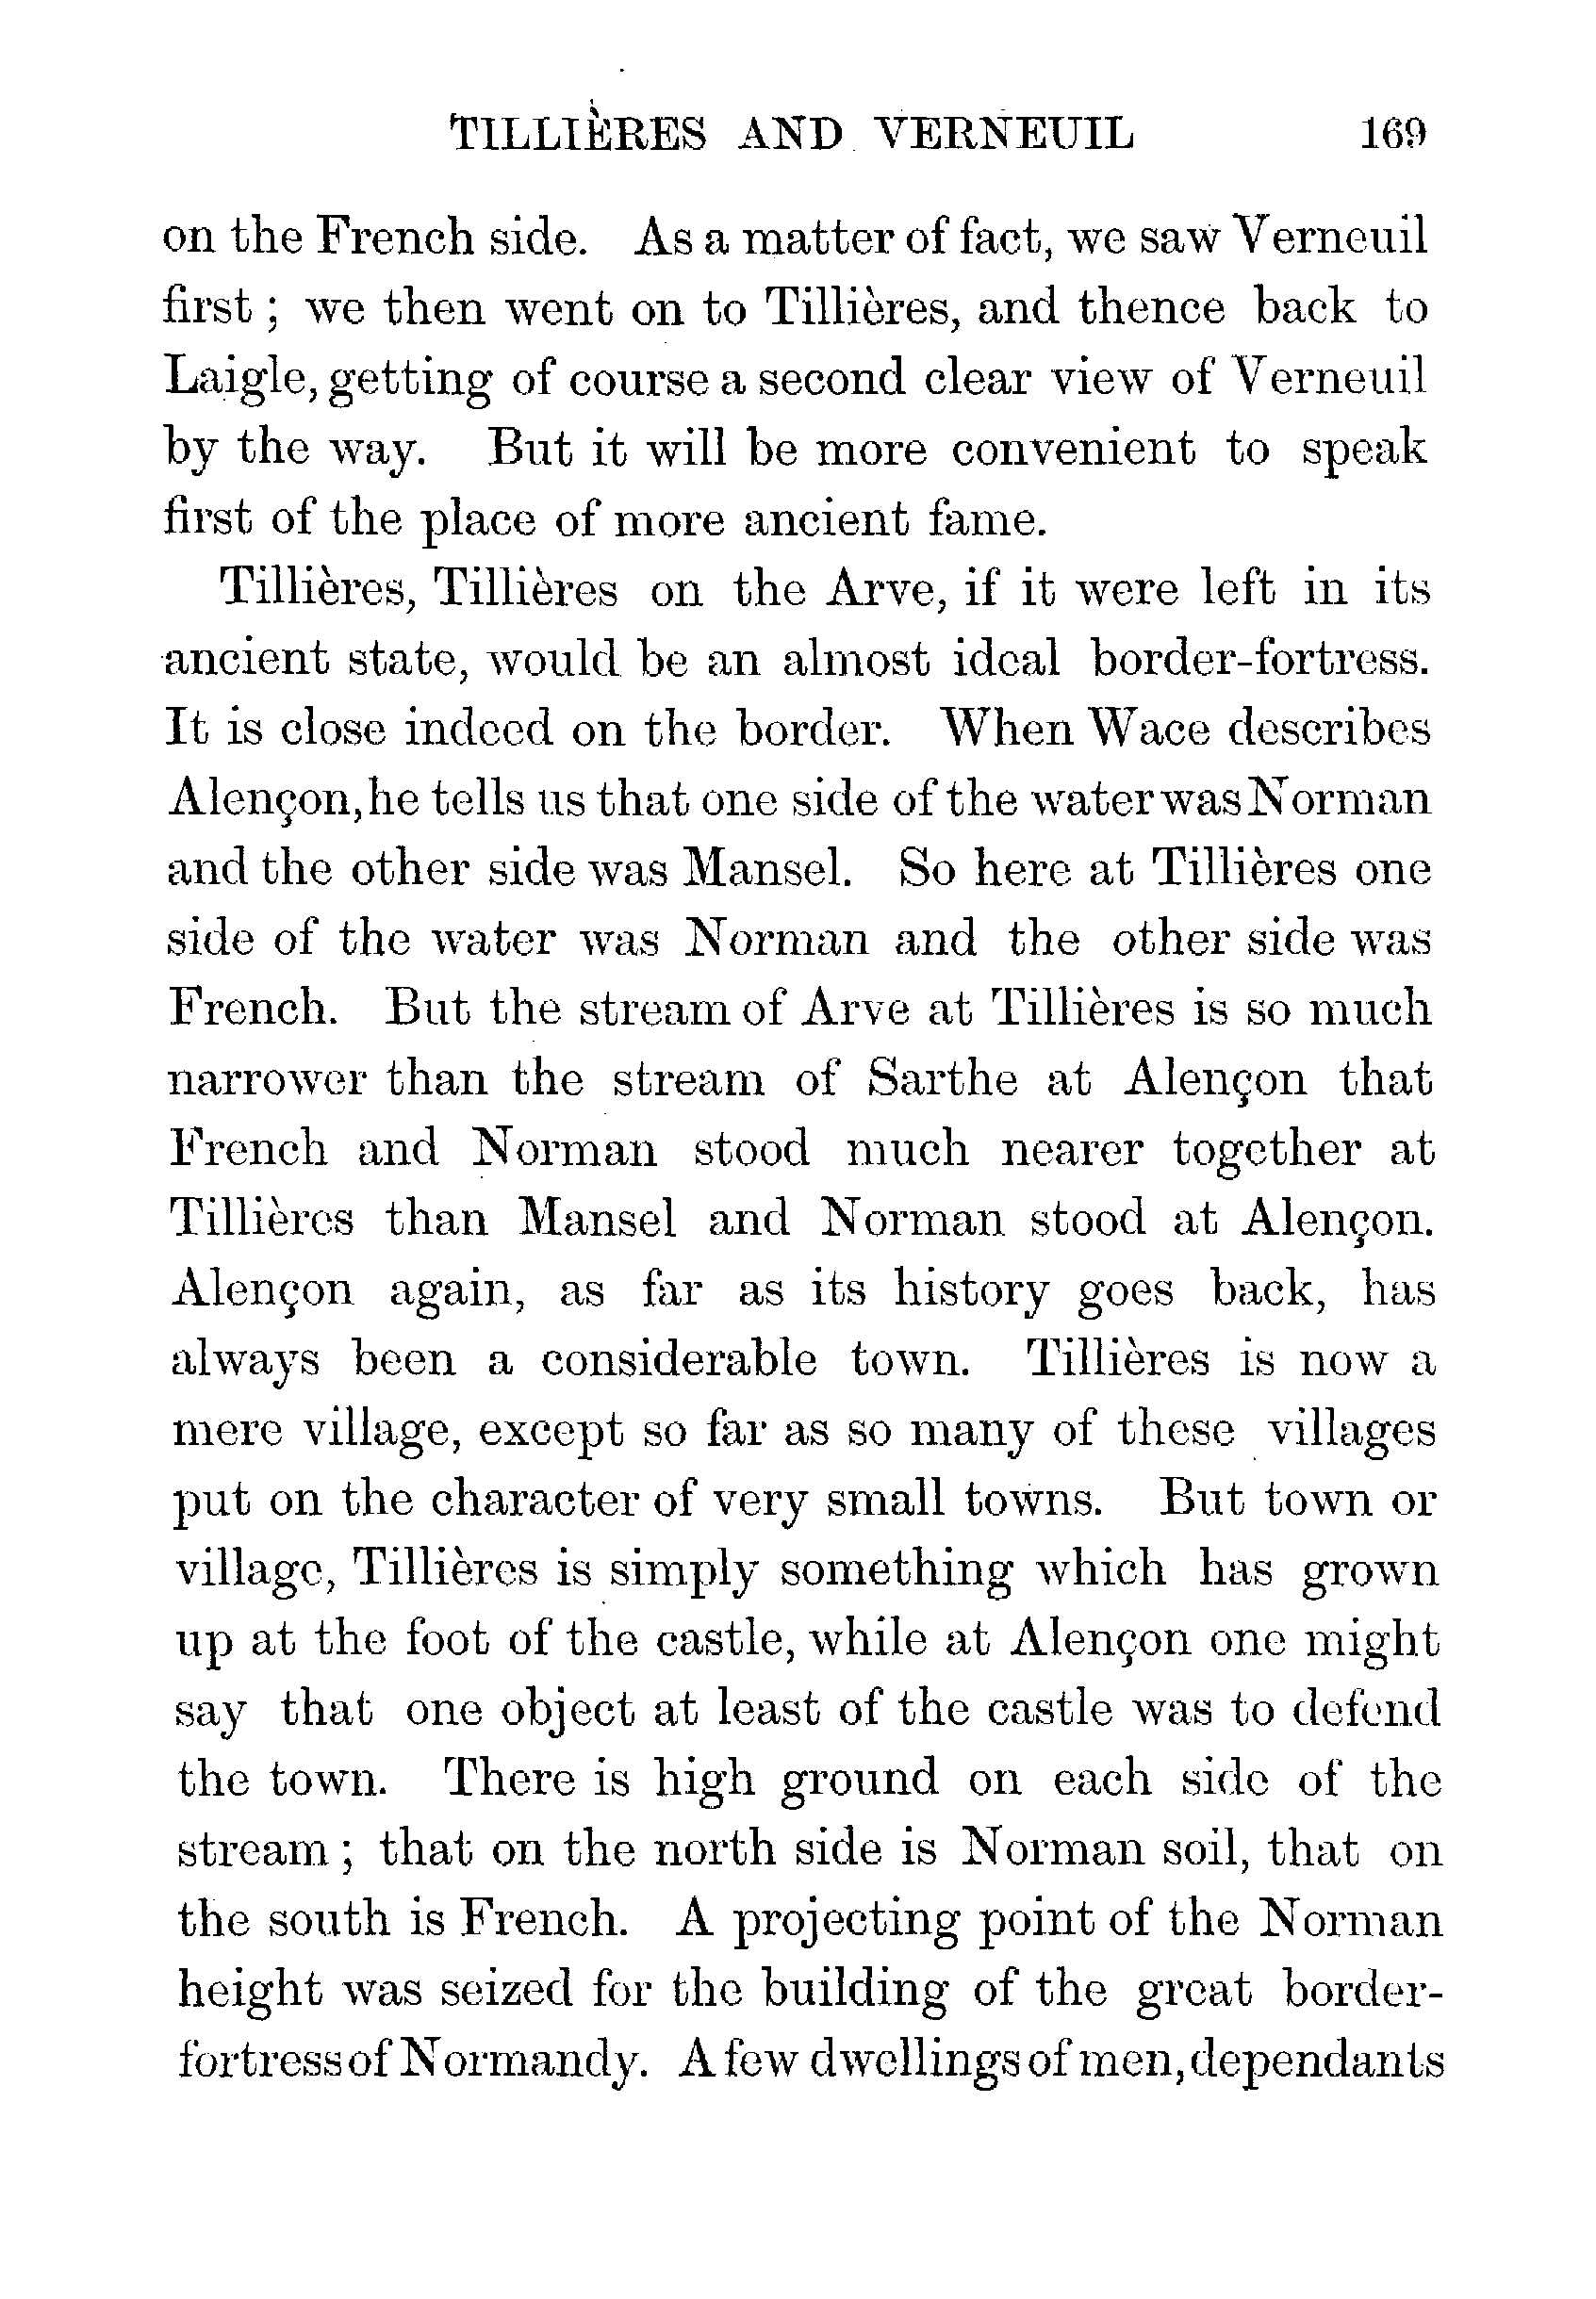 TILLIÈRES AND VERNEUIL 169
on the French side. As a matter of fact, we saw Verneuil
first ; we then went on to Tillières, and thence back to
Laigle, getting of course a second clear view of Verneuil
by the way. But it will be more convenient to speak
first of the place of more ancient fame.
Tillières, Tillières on the Arve, if it were left in its
ancient state, would be an almost ideal border-fortress.
It is close indeed on the border. When Wace describes
Alençon, he tells us that one side of the water was Norman
and the other side was Mansel. So here at Tillières one
side of the water was Norman and the other side was
French. But the stream of Arve at Tillières is so much
narrower than the stream of Sarthe at Alençon that
French and Norman stood much nearer together at
Tillières than Mansel and Norman stood at Alençon.
Alençon again, as far as its history goes back, has
always been a considerable town. Tillières is now a
mere village, except so far as so many of these villages
put on the character of very small towns. But town or
village, Tillières is simply something which has grown
up at the foot of the castle, while at Alençon one might
say that one object at least of the castle was to defend
the town. There is high ground on each side of the
stream ; that on the north side is Norman soil, that on
the south is French. A projecting point of the Norman
height was seized for the building of the great border-
fortress of Normandy. A few dwellings of men, dependants